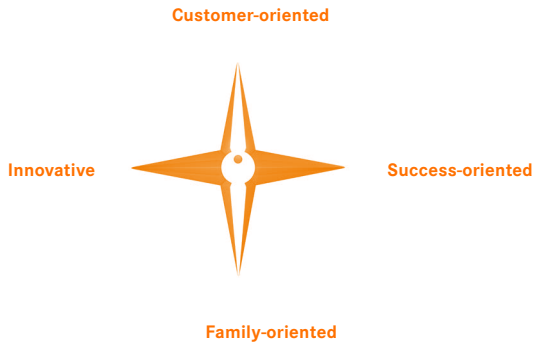 Customer-oriented
Innovative
Success-oriented
Family-oriented